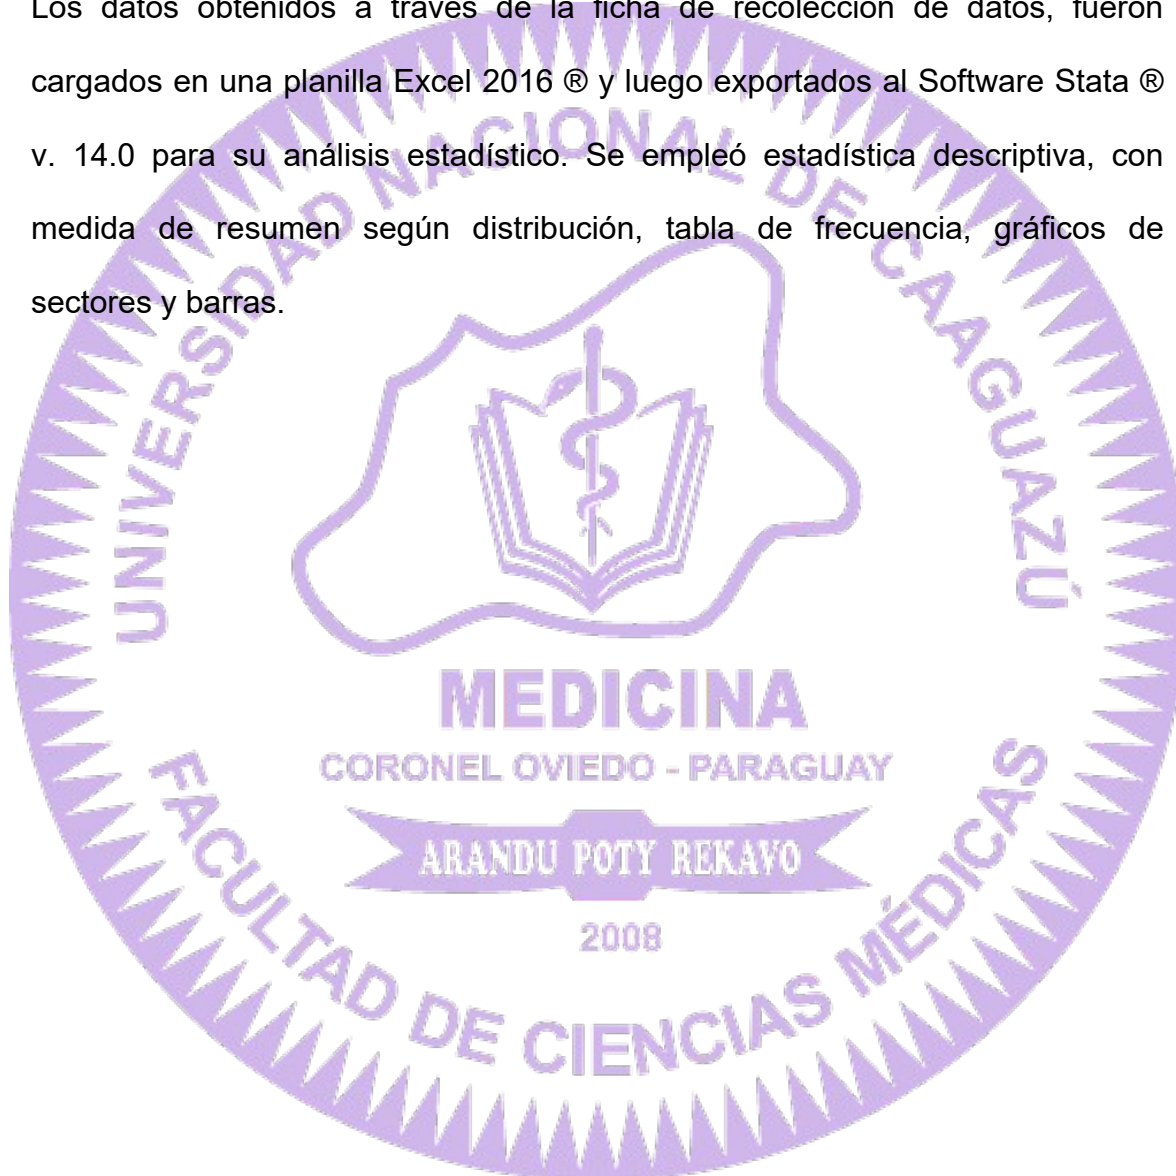 Los datos obtenidos a través de la ficha de recolección de datos, fueron
cargados en una planilla Excel 2016 ® y luego exportados al Software Stata ®
v. 14.0 para su análisis estadístico. Se empleó estadística descriptiva, con
medida de resumen según distribución, tabla de frecuencia, gráficos de
sectores y barras.
UNIVERSIDAD NACIONAL DE CAAGUAZÚ
MEDICINA
CORONEL OVIEDO - PARAGUAY
ARANDU POTY REKAVO
2008
FACULTAD DE CIENCIAS MÉDICAS